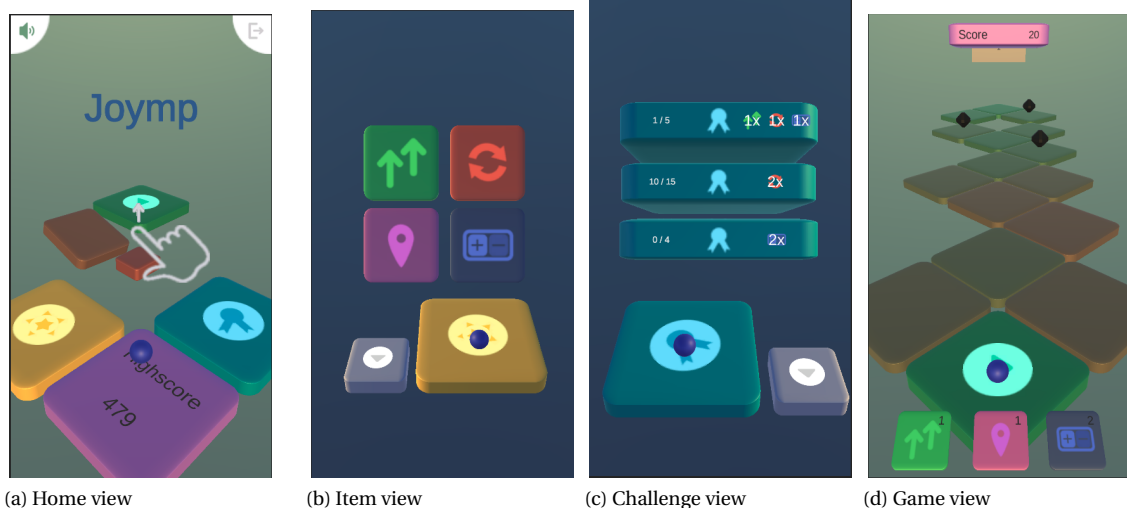 Joymp
Highscore
479
(a) Home view
(b) Item view
1 / 5
1x 1x 1x
10 / 15
2x
0 / 4
2x
(c) Challenge view
Score 20
1 1 2
(d) Game view